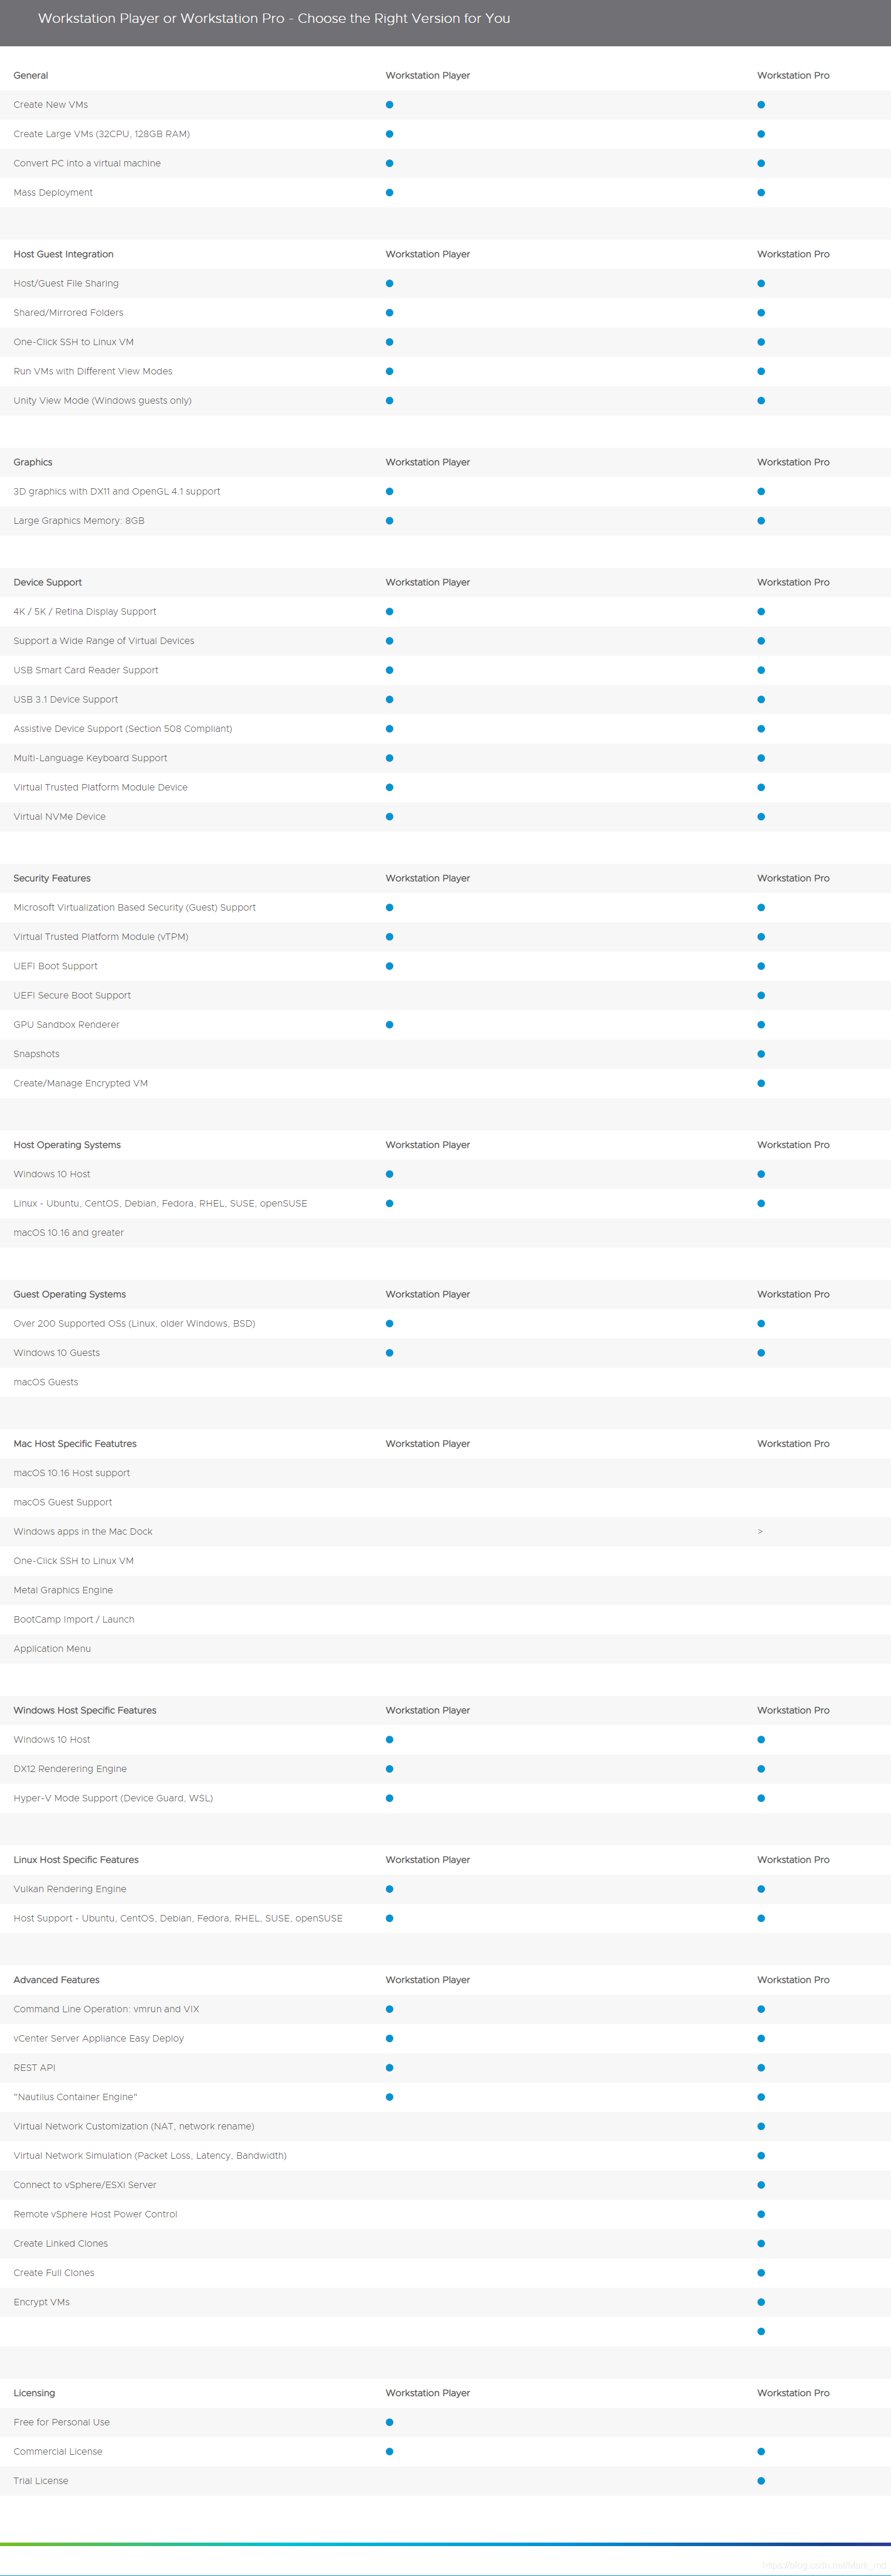 Workstation Player or Workstation Pro - Choose the Right Version for You
General Workstation Player Workstation Pro
Create New VMs
Create Large VMs (32CPU, 128GB RAM)
Convert PC into a virtual machine
Mass Deployment
Host Guest Integration Workstation Player Workstation Pro
Host/Guest File Sharing
Shared/Mirrored Folders
One-Click SSH to Linux VM
Run VMs with Different View Modes
Unity View Mode (Windows guests only)
Graphics Workstation Player Workstation Pro
3D graphics with DX11 and OpenGL 4.1 support
Large Graphics Memory: 8GB
Device Support Workstation Player Workstation Pro
4K / 5K / Retina Display Support
Support a Wide Range of Virtual Devices
USB Smart Card Reader Support
USB 3.1 Device Support
Assistive Device Support (Section 508 Compliant)
Multi-Language Keyboard Support
Virtual Trusted Platform Module Device
Virtual NVMe Device
Security Features Workstation Player Workstation Pro
Microsoft Virtualization Based Security (Guest) Support
Virtual Trusted Platform Module (vTPM)
UEFI Boot Support
UEFI Secure Boot Support
GPU Sandbox Renderer
Snapshots
Create/Manage Encrypted VM
Host Operating Systems Workstation Player Workstation Pro
Windows 10 Host
Linux - Ubuntu, CentOS, Debian, Fedora, RHEL, SUSE, openSUSE
macOS 10.16 and greater
Guest Operating Systems Workstation Player Workstation Pro
Over 200 Supported OSs (Linux, older Windows, BSD)
Windows 10 Guests
macOS Guests
Mac Host Specific Featutres Workstation Player Workstation Pro
macOS 10.16 Host support
macOS Guest Support
Windows apps in the Mac Dock >
One-Click SSH to Linux VM
Metal Graphics Engine
BootCamp Import / Launch
Application Menu
Windows Host Specific Features Workstation Player Workstation Pro
Windows 10 Host
DX12 Renderering Engine
Hyper-V Mode Support (Device Guard, WSL)
Linux Host Specific Features Workstation Player Workstation Pro
Vulkan Rendering Engine
Host Support - Ubuntu, CentOS, Debian, Fedora, RHEL, SUSE, openSUSE
Advanced Features Workstation Player Workstation Pro
Command Line Operation: vmrun and VIX
vCenter Server Appliance Easy Deploy
REST API
"Nautilus Container Engine"
Virtual Network Customization (NAT, network rename)
Virtual Network Simulation (Packet Loss, Latency, Bandwidth)
Connect to vSphere/ESXi Server
Remote vSphere Host Power Control
Create Linked Clones
Create Full Clones
Encrypt VMs
Licensing Workstation Player Workstation Pro
Free for Personal Use
Commercial License
Trial License
https://blog.csdn.net/Mark_md